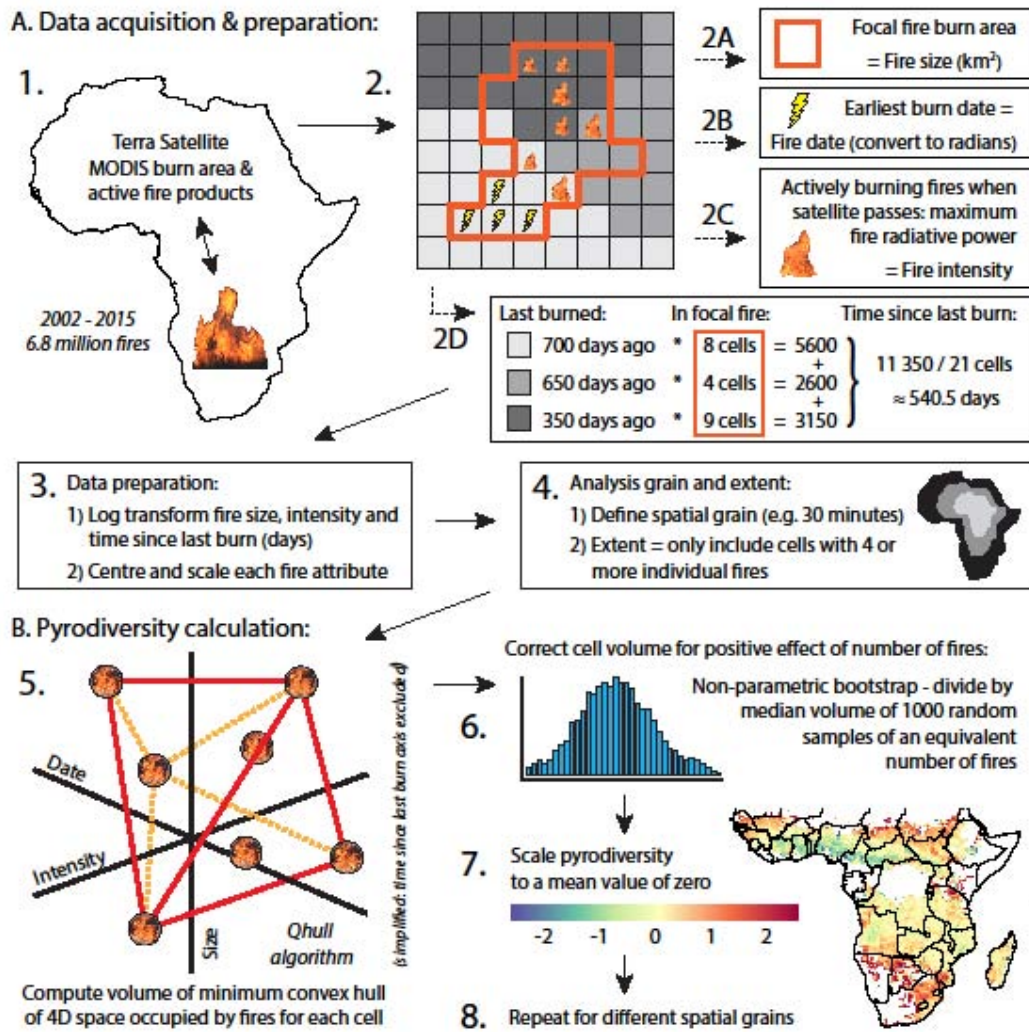 A. Data acquisition & preparation:
1.
Terra Satellite
MODIS burn area &
active fire products
2002 - 2015
6.8 million fires
2.
2A
Focal fire burn area
= Fire size (km²)
2B
Earliest burn date =
Fire date (convert to radians)
2C
Actively burning fires when
satellite passes: maximum
fire radiative power
= Fire intensity
2D
Last burned: In focal fire: Time since last burn:
700 days ago * 8 cells = 5600
+
650 days ago * 4 cells = 2600
+
350 days ago * 9 cells = 3150
11 350 / 21 cells
≈ 540.5 days
3. Data preparation:
1) Log transform fire size, intensity and
time since last burn (days)
2) Centre and scale each fire attribute
4. Analysis grain and extent:
1) Define spatial grain (e.g. 30 minutes)
2) Extent = only include cells with 4 or
more individual fires
B. Pyrodiversity calculation:
5.
Date
Intensity
Size
Qhull
algorithm
(simplified: time since last burn axis excluded)
Compute volume of minimum convex hull
of 4D space occupied by fires for each cell
Correct cell volume for positive effect of number of fires:
6.
Non-parametric bootstrap - divide by
median volume of 1000 random
samples of an equivalent
number of fires
7. Scale pyrodiversity
to a mean value of zero
-2 -1 0 1 2
8. Repeat for different spatial grains